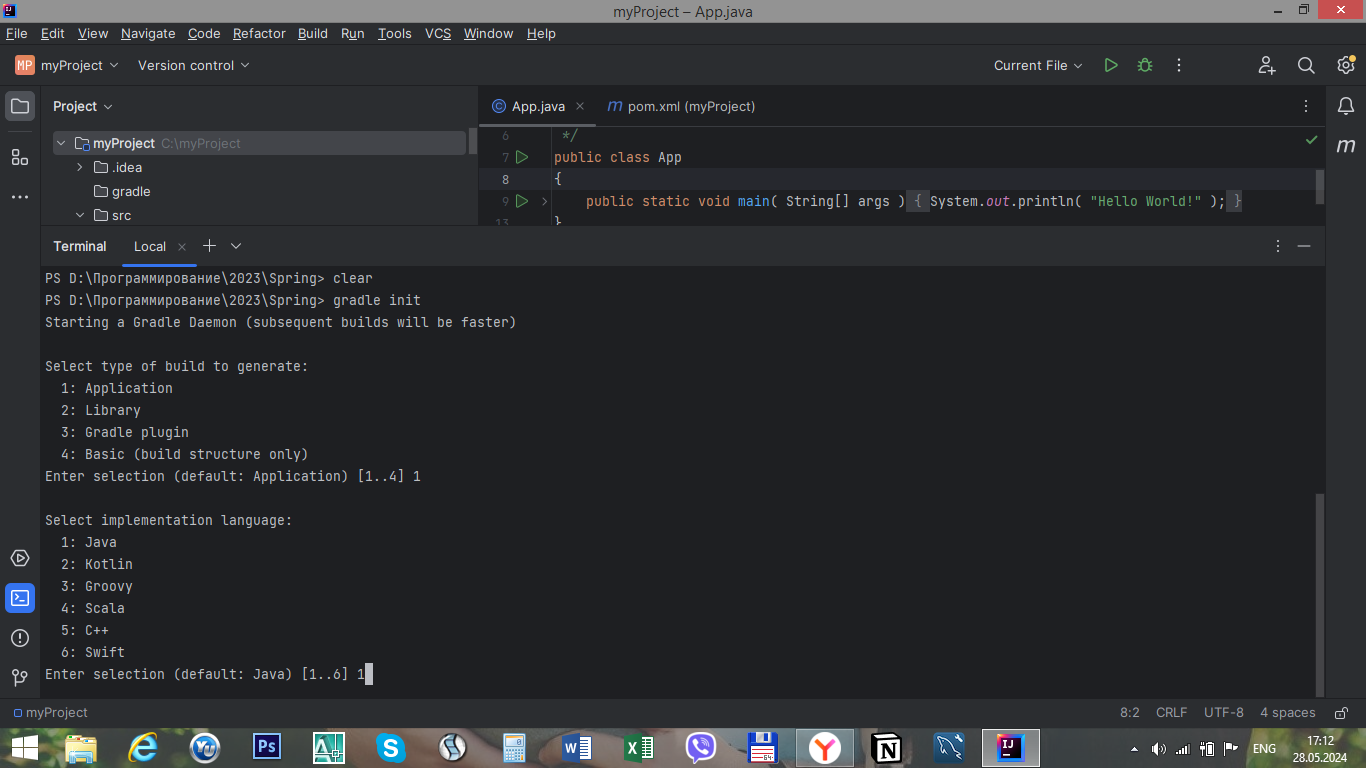 myProject – App.java
File Edit View Navigate Code Refactor Build Run Tools VCS Window Help
MP myProject Version control Current File
Project
App.java
pom.xml (myProject)
myProject C:\myProject
.idea
gradle
src
6 */
7 public class App
8 {
9 public static void main( String[] args ) { System.out.println( "Hello World!" ); }
13 }
Terminal Local
PS D:\Программирование\2023\Spring> clear
PS D:\Программирование\2023\Spring> gradle init
Starting a Gradle Daemon (subsequent builds will be faster)
Select type of build to generate:
1: Application
2: Library
3: Gradle plugin
4: Basic (build structure only)
Enter selection (default: Application) [1..4] 1
Select implementation language:
1: Java
2: Kotlin
3: Groovy
4: Scala
5: C++
6: Swift
Enter selection (default: Java) [1..6] 1
myProject 8:2 CRLF UTF-8 4 spaces
ENG
17:12
28.05.2024